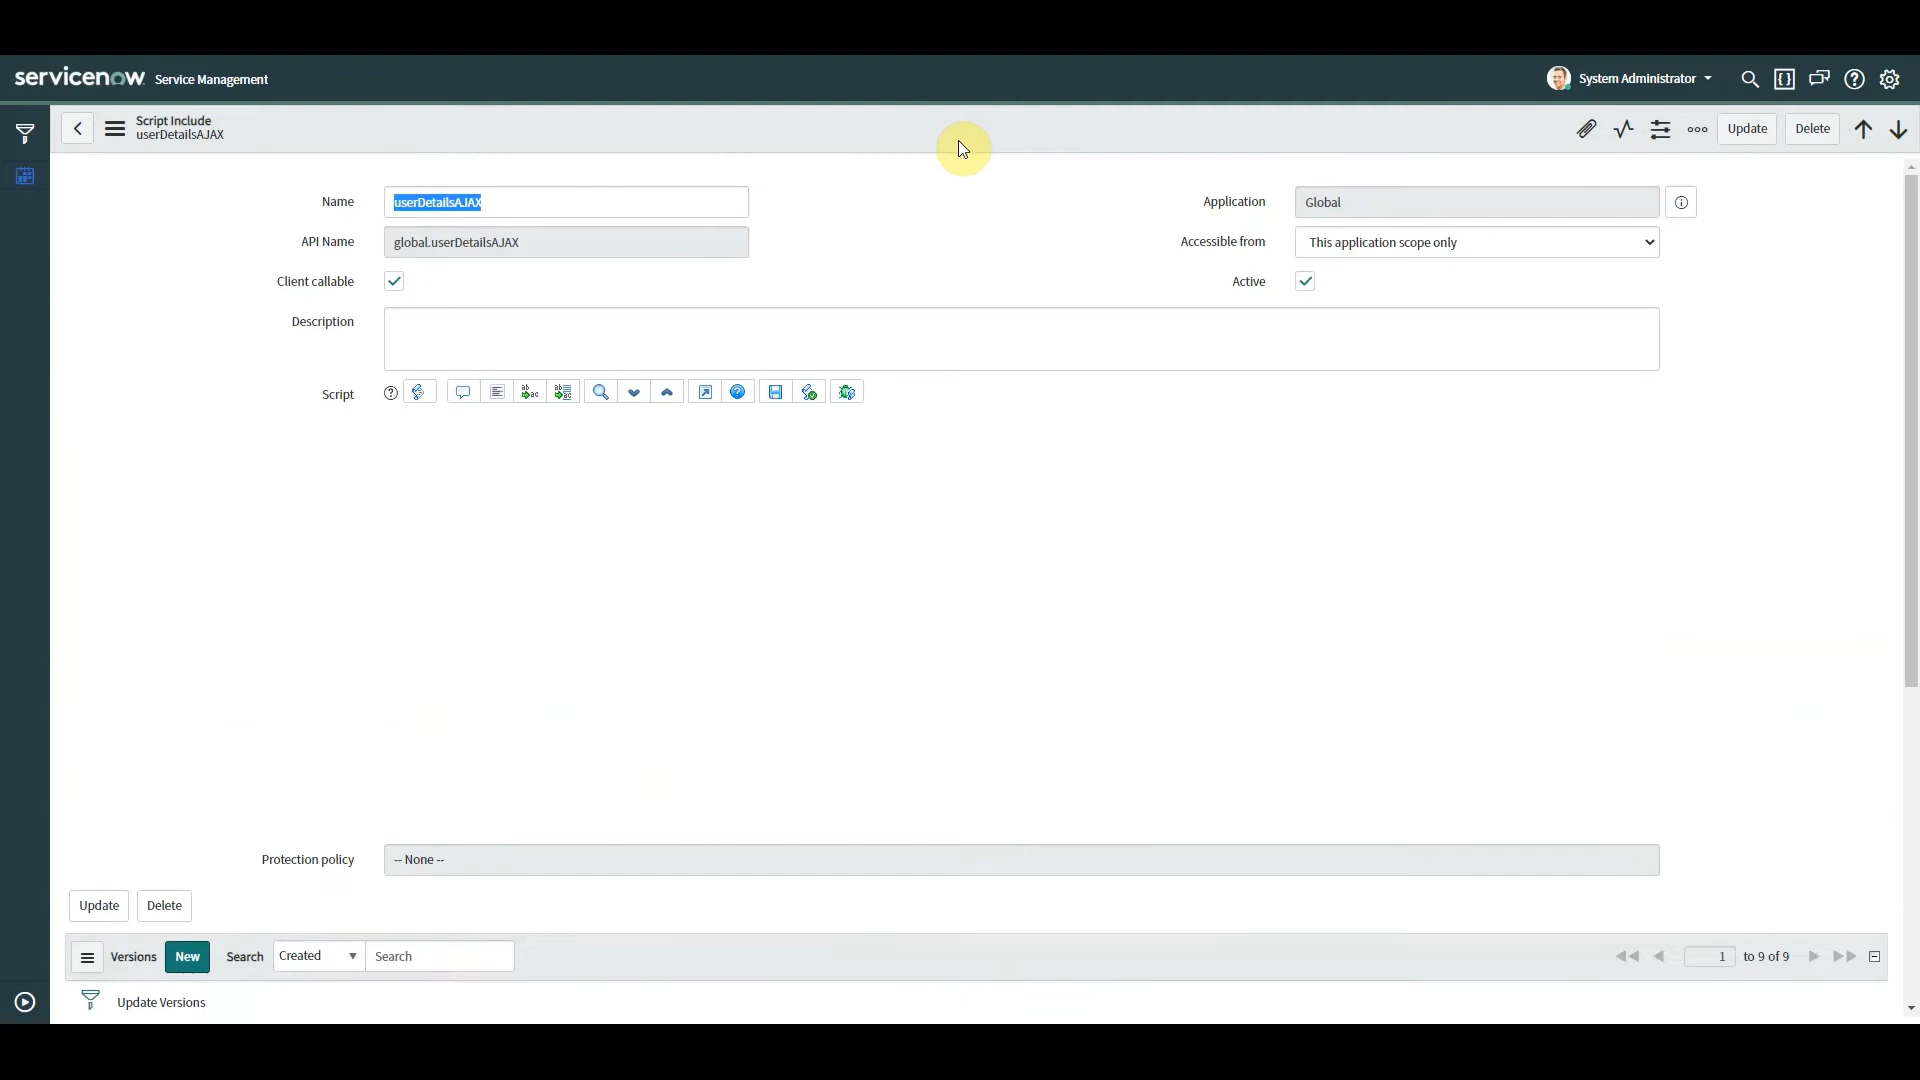 servicenow Service Management
System Administrator
Script Include
userDetailsAJAX
Update Delete
Name userDetailsAJAX
Application Global
API Name global.userDetailsAJAX
Accessible from This application scope only
Client callable
Active
Description
Script
Protection policy -- None --
Update Delete
Versions New Search Created Search 1 to 9 of 9
Update Versions